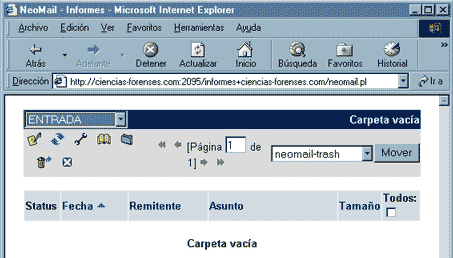 NeoMail - Informes - Microsoft Internet Explorer
Archivo Edición Ver Favoritos Herramientas Ayuda
Atrás Adelante Detener Actualizar Inicio Búsqueda Favoritos Historial
Dirección http://ciencias-forenses.com:2095/informes+ciencias-forenses.com/neomail.pl Ir a
ENTRADA Carpeta vacía
[Página 1 de
1] neomail-trash Mover
Status Fecha Remitente Asunto Tamaño Todos:
Carpeta vacía